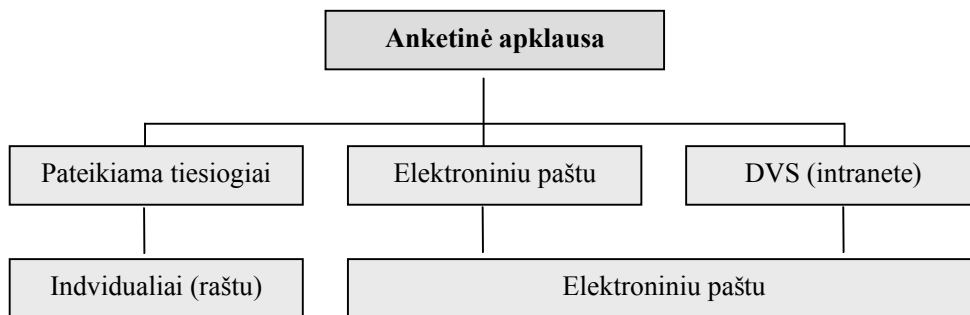 Anketinė apklausa
Pateikiama tiesiogiai
Elektroniniu paštu
DVS (intranete)
Indvidualiai (raštu)
Elektroniniu paštu